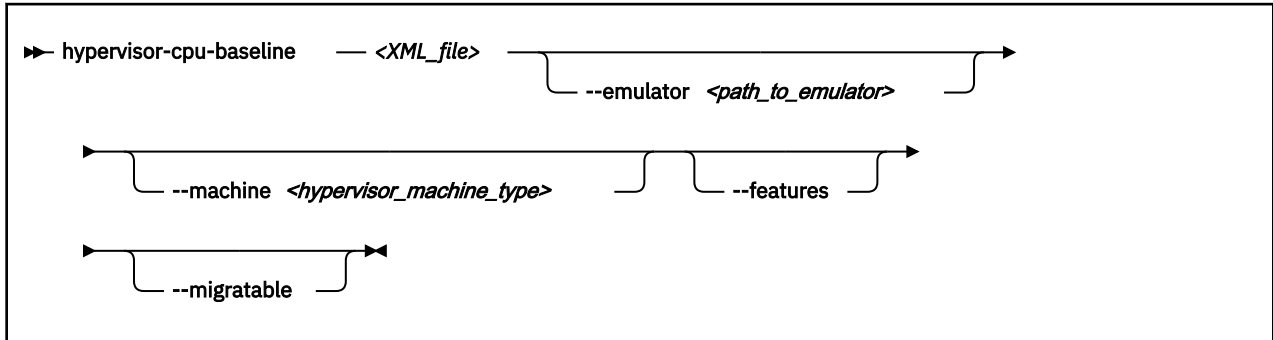 hypervisor-cpu-baseline <XML_file>
--emulator <path_to_emulator>
--machine <hypervisor_machine_type> --features
--migratable